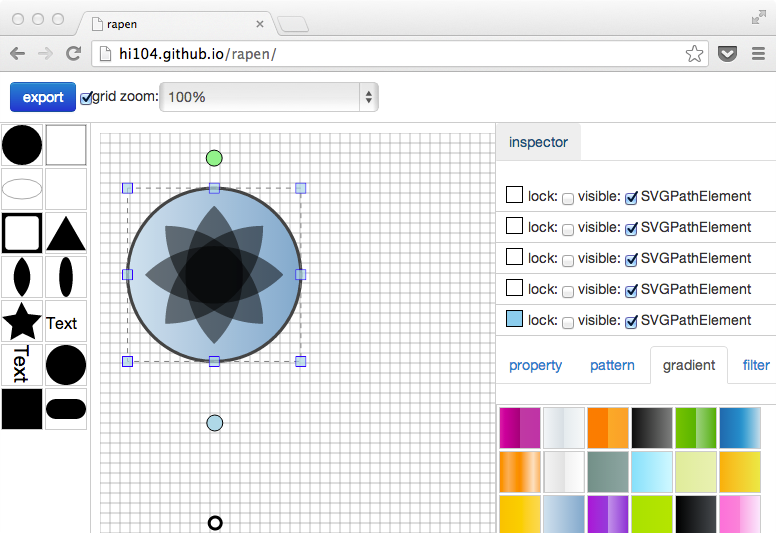 rapen
hi104.github.io/rapen/
export grid zoom: 100%
inspector
lock: visible: SVGPathElement
lock: visible: SVGPathElement
lock: visible: SVGPathElement
lock: visible: SVGPathElement
lock: visible: SVGPathElement
Text
Text
property pattern gradient filter